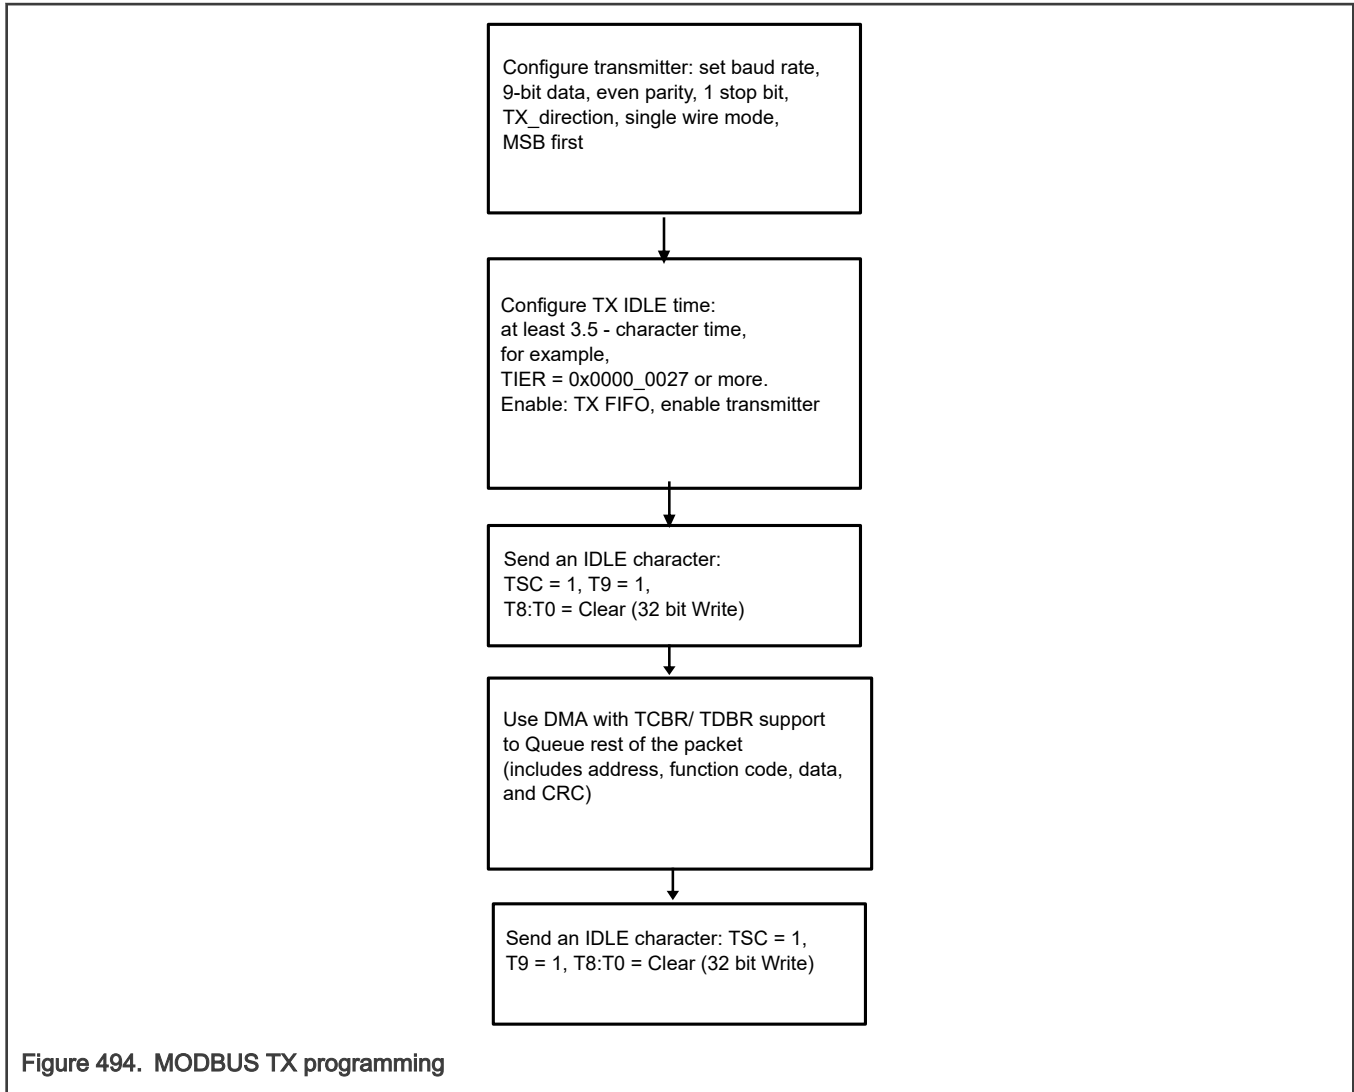 Configure transmitter: set baud rate,
9-bit data, even parity, 1 stop bit,
TX_direction, single wire mode,
MSB first
Configure TX IDLE time:
at least 3.5 - character time,
for example,
TIER = 0x0000_0027 or more.
Enable: TX FIFO, enable transmitter
Send an IDLE character:
TSC = 1, T9 = 1,
T8:T0 = Clear (32 bit Write)
Use DMA with TCBR/ TDBR support
to Queue rest of the packet
(includes address, function code, data,
and CRC)
Send an IDLE character: TSC = 1,
T9 = 1, T8:T0 = Clear (32 bit Write)
Figure 494. MODBUS TX programming